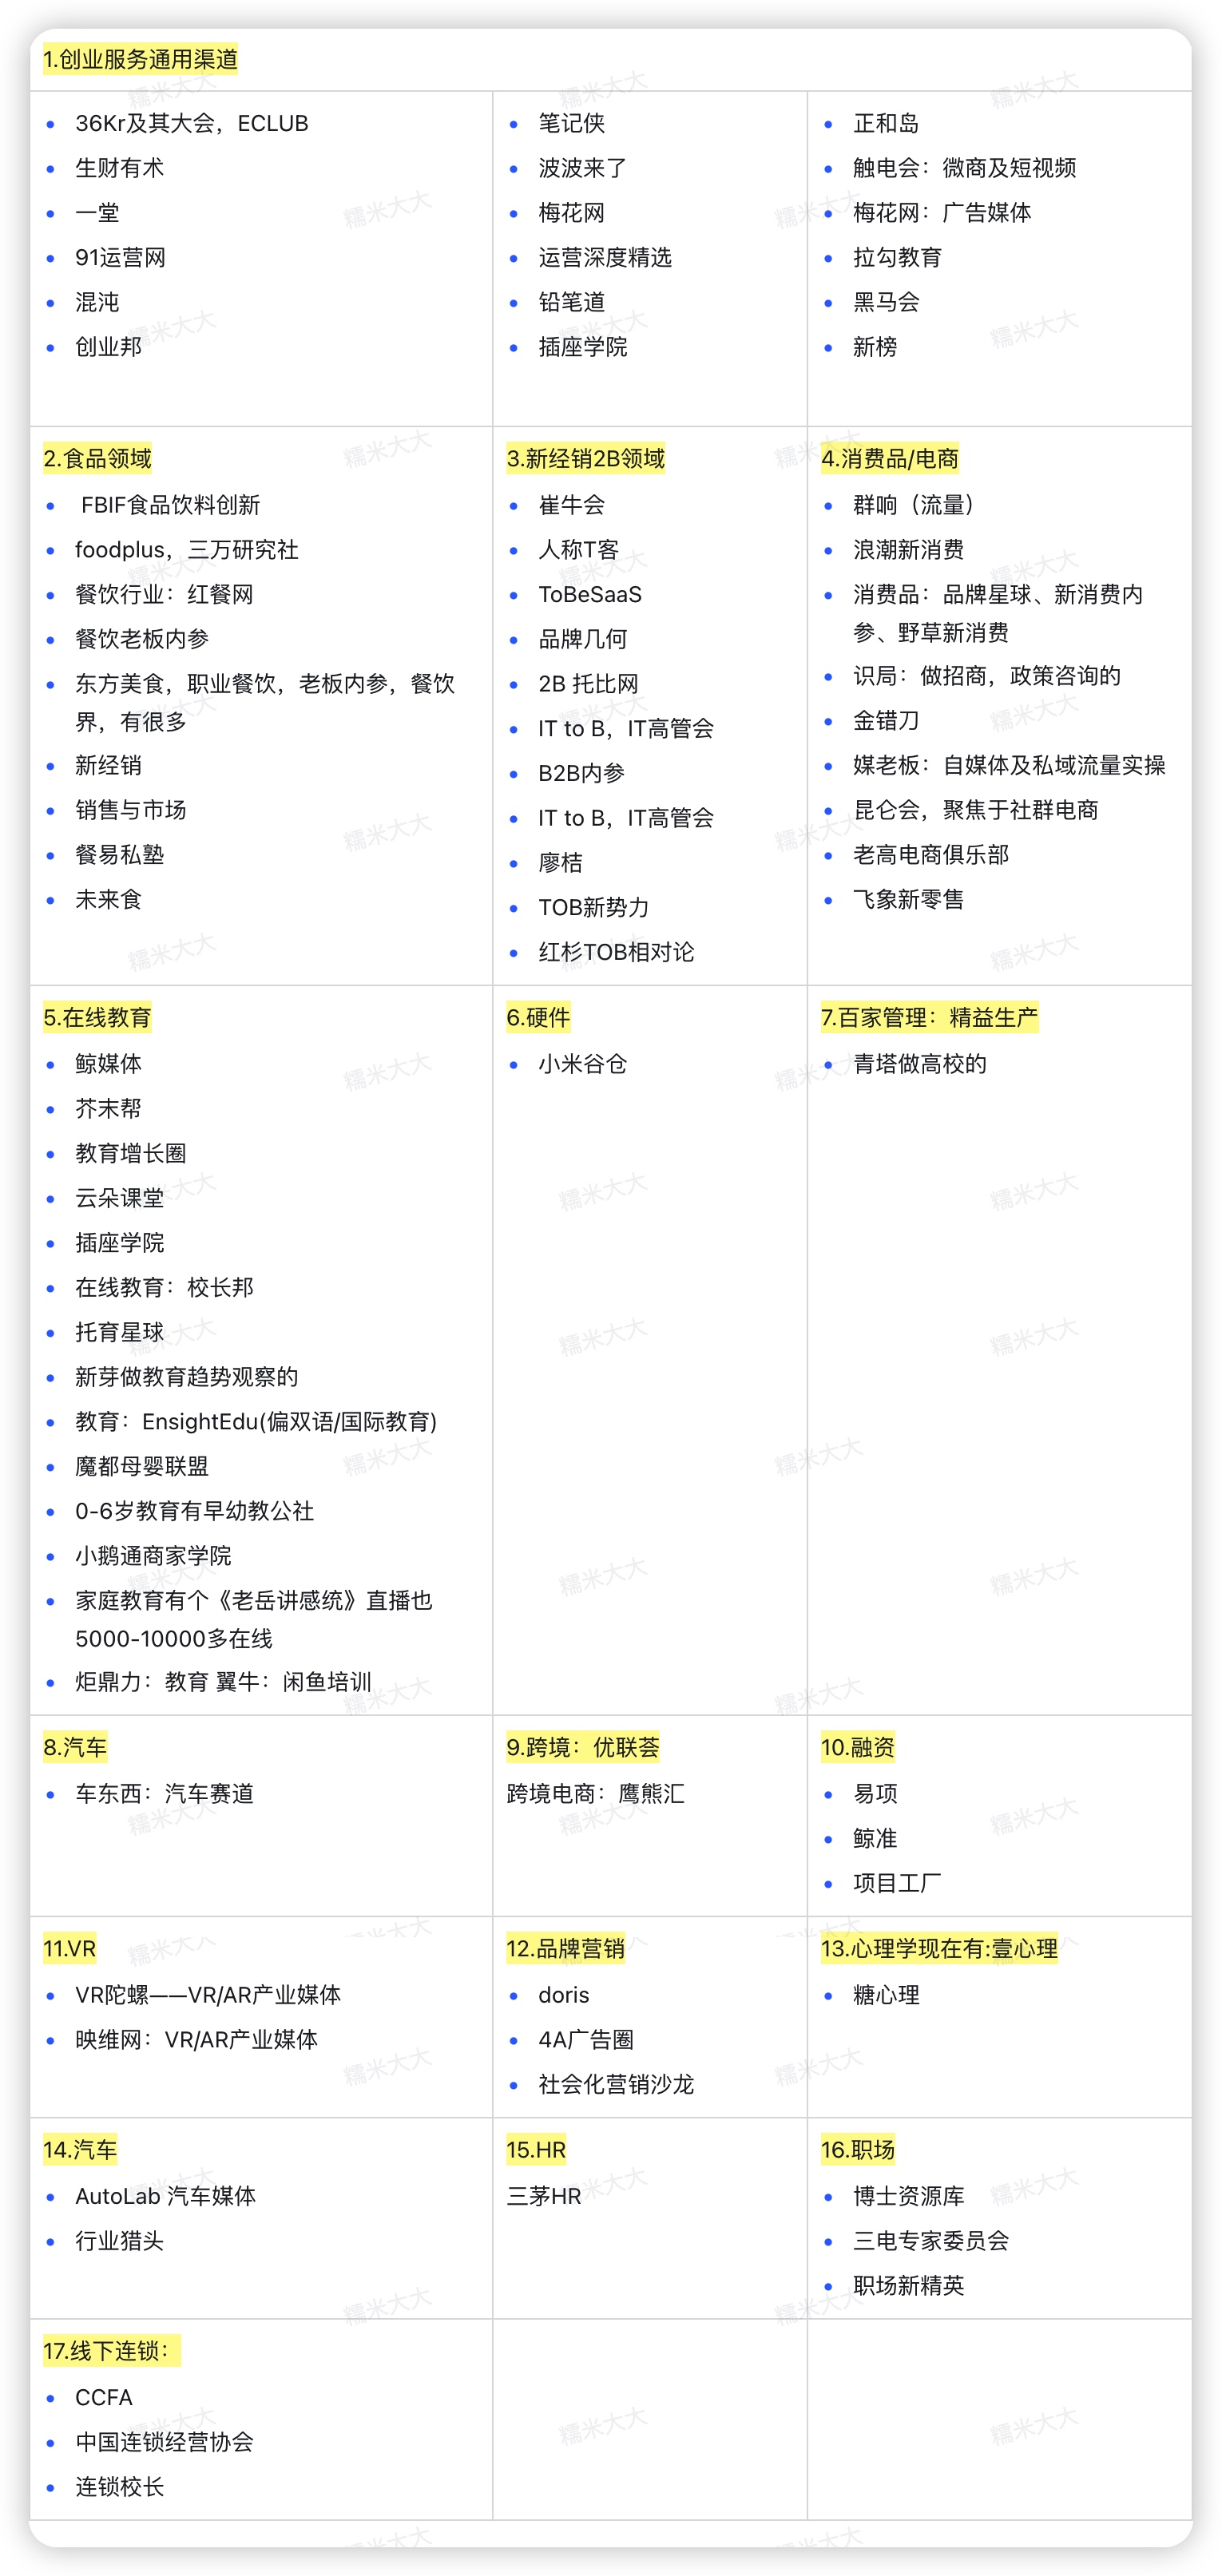 1.创业服务通用渠道
36Kr及其大会，ECLUB
生财有术
一堂
91运营网
混沌
创业邦
笔记侠
波波来了
梅花网
运营深度精选
铅笔道
插座学院
正和岛
触电会：微商及短视频
梅花网：广告媒体
拉勾教育
黑马会
新榜
2.食品领域
FBIF食品饮料创新
foodplus，三万研究社
餐饮行业：红餐网
餐饮老板内参
东方美食，职业餐饮，老板内参，餐饮
界，有很多
新经销
销售与市场
餐易私塾
未来食
3.新经销2B领域
崔牛会
人称T客
ToBeSaaS
品牌几何
2B 托比网
IT to B，IT高管会
B2B内参
IT to B，IT高管会
廖桔
TOB新势力
红杉TOB相对论
4.消费品/电商
群响（流量）
浪潮新消费
消费品：品牌星球、新消费内
参、野草新消费
识局：做招商，政策咨询的
金错刀
媒老板：自媒体及私域流量实操
昆仑会，聚焦于社群电商
老高电商俱乐部
飞象新零售
5.在线教育
鲸媒体
芥末帮
教育增长圈
云朵课堂
插座学院
在线教育：校长邦
托育星球
新芽做教育趋势观察的
教育：EnsightEdu(偏双语/国际教育)
魔都母婴联盟
0-6岁教育有早幼教公社
小鹅通商家学院
家庭教育有个《老岳讲感统》直播也
5000-10000多在线
炬鼎力：教育 翼牛：闲鱼培训
6.硬件
小米谷仓
7.百家管理：精益生产
青塔做高校的
8.汽车
车东西：汽车赛道
9.跨境：优联荟
跨境电商：鹰熊汇
10.融资
易项
鲸准
项目工厂
11.VR
VR陀螺——VR/AR产业媒体
映维网：VR/AR产业媒体
12.品牌营销
doris
4A广告圈
社会化营销沙龙
13.心理学现在有:壹心理
糖心理
14.汽车
AutoLab 汽车媒体
行业猎头
15.HR
三茅HR
16.职场
博士资源库
三电专家委员会
职场新精英
17.线下连锁：
CCFA
中国连锁经营协会
连锁校长
糯米大大